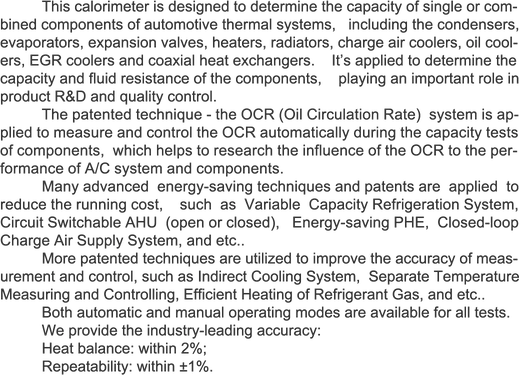 This calorimeter is designed to determine the capacity of single or com-
bined components of automotive thermal systems, including the condensers,
evaporators, expansion valves, heaters, radiators, charge air coolers, oil cool-
ers, EGR coolers and coaxial heat exchangers. It's applied to determine the
capacity and fluid resistance of the components, playing an important role in
product R&D and quality control.
The patented technique - the OCR (Oil Circulation Rate) system is ap-
plied to measure and control the OCR automatically during the capacity tests
of components, which helps to research the influence of the OCR to the per-
formance of A/C system and components.
Many advanced energy-saving techniques and patents are applied to
reduce the running cost, such as Variable Capacity Refrigeration System,
Circuit Switchable AHU (open or closed), Energy-saving PHE, Closed-loop
Charge Air Supply System, and etc..
More patented techniques are utilized to improve the accuracy of meas-
urement and control, such as Indirect Cooling System, Separate Temperature
Measuring and Controlling, Efficient Heating of Refrigerant Gas, and etc..
Both automatic and manual operating modes are available for all tests.
We provide the industry-leading accuracy:
Heat balance: within 2%;
Repeatability: within ±1%.